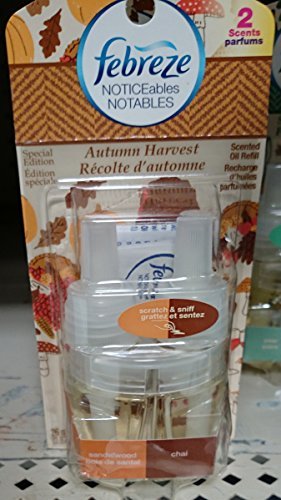 2
Scents
parfums
febreze
NOTICEables
NOTABLES
Special
Edition
Édition
spéciale
Autumn Harvest
Récolte d'automne
Scented
Oil Refill
Recharge
d'huiles
parfumées
febreze
scratch & sniff
grattez et sentez
sandalwood
bois de santal
chai